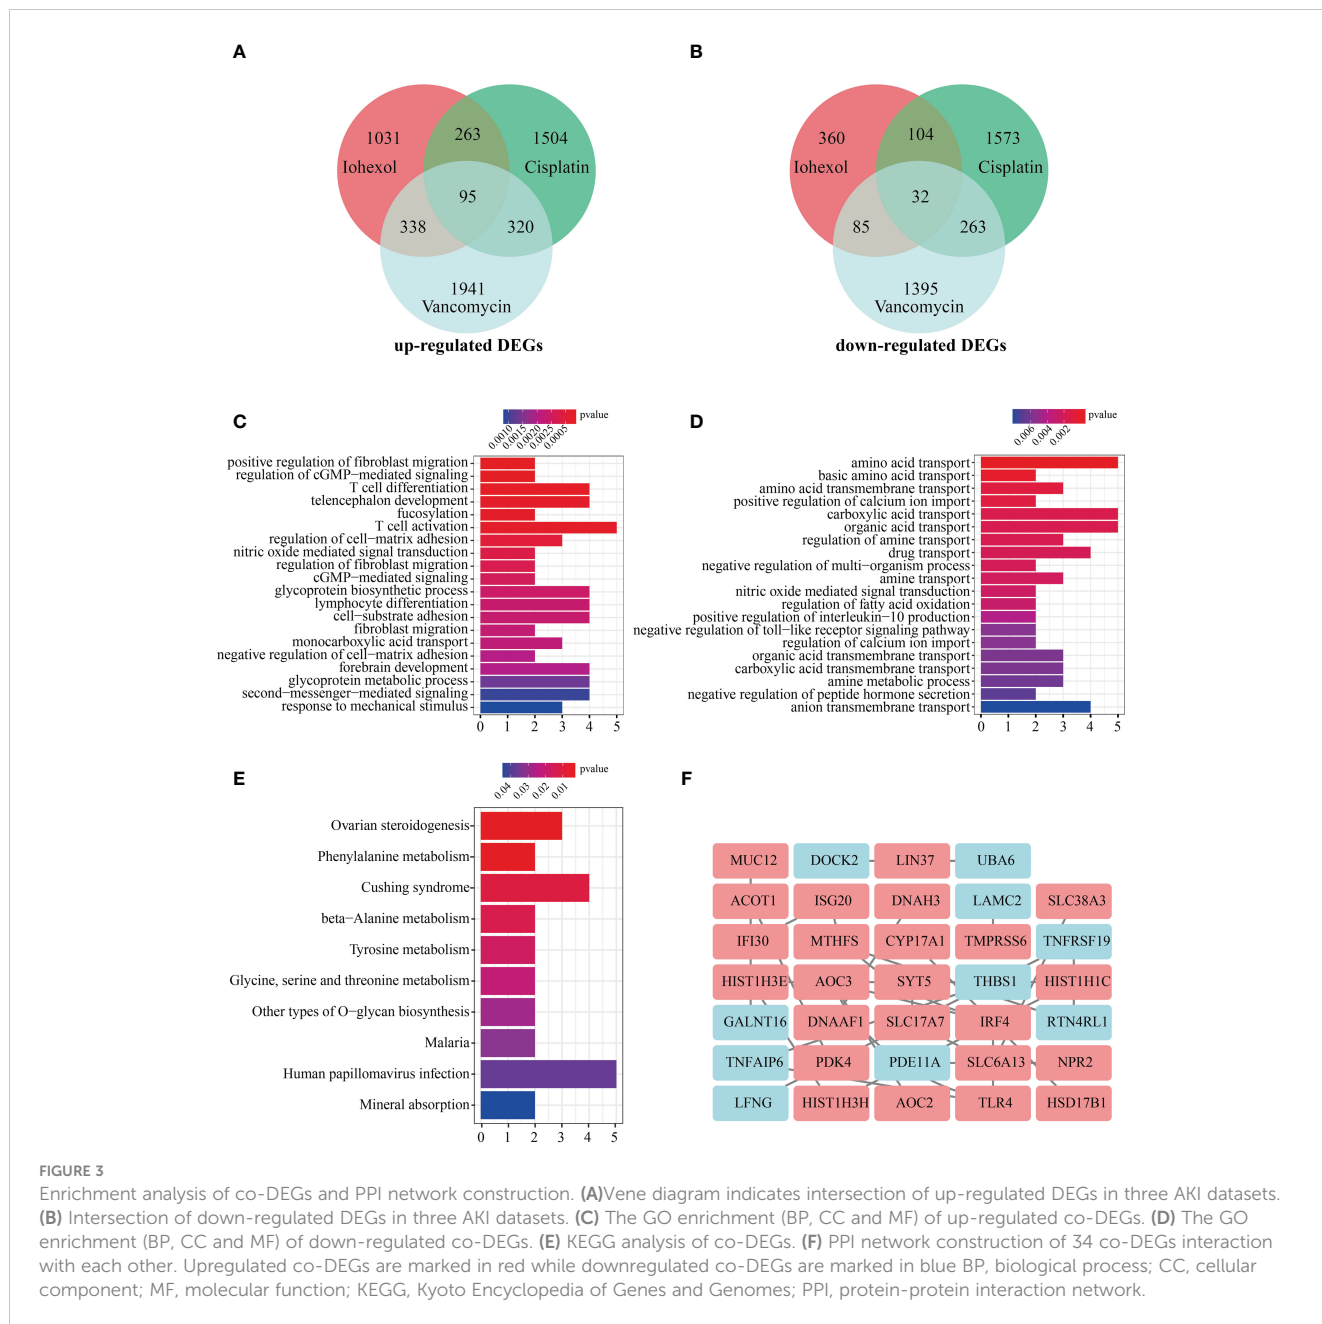 A
B
1031
263
1504
Iohexol
Cisplatin
95
338
320
1941
Vancomycin
up-regulated DEGs
360
104
1573
Iohexol
Cisplatin
32
85
263
1395
Vancomycin
down-regulated DEGs
C
pvalue
0.0010
0.0015
0.0020
0.0025
0.0005
positive regulation of fibroblast migration
regulation of cGMP−mediated signaling
T cell differentiation
telencephalon development
fucosylation
T cell activation
regulation of cell−matrix adhesion
nitric oxide mediated signal transduction
regulation of fibroblast migration
cGMP−mediated signaling
glycoprotein biosynthetic process
lymphocyte differentiation
cell−substrate adhesion
fibroblast migration
monocarboxylic acid transport
negative regulation of cell−matrix adhesion
forebrain development
glycoprotein metabolic process
second−messenger−mediated signaling
response to mechanical stimulus
0 1 2 3 4 5
D
pvalue
0.006
0.004
0.002
amino acid transport
basic amino acid transport
amino acid transmembrane transport
positive regulation of calcium ion import
carboxylic acid transport
organic acid transport
regulation of amine transport
drug transport
negative regulation of multi−organism process
amine transport
nitric oxide mediated signal transduction
regulation of fatty acid oxidation
positive regulation of interleukin−10 production
negative regulation of toll−like receptor signaling pathway
regulation of calcium ion import
organic acid transmembrane transport
carboxylic acid transmembrane transport
amine metabolic process
negative regulation of peptide hormone secretion
anion transmembrane transport
0 1 2 3 4 5
E
pvalue
0.04
0.03
0.02
0.01
Ovarian steroidogenesis
Phenylalanine metabolism
Cushing syndrome
beta−Alanine metabolism
Tyrosine metabolism
Glycine, serine and threonine metabolism
Other types of O−glycan biosynthesis
Malaria
Human papillomavirus infection
Mineral absorption
0 1 2 3 4 5
F
MUC12 DOCK2 LIN37 UBA6
ACOT1 ISG20 DNAH3 LAMC2 SLC38A3
IFI30 MTHFS CYP17A1 TMPRSS6 TNFRSF19
HIST1H3E AOC3 SYT5 THBS1 HIST1H1C
GALNT16 DNAAF1 SLC17A7 IRF4 RTN4RL1
TNFAIP6 PDK4 PDE11A SLC6A13 NPR2
LFNG HIST1H3H AOC2 TLR4 HSD17B1
FIGURE 3
Enrichment analysis of co-DEGs and PPI network construction. (A)Vene diagram indicates intersection of up-regulated DEGs in three AKI datasets.
(B) Intersection of down-regulated DEGs in three AKI datasets. (C) The GO enrichment (BP, CC and MF) of up-regulated co-DEGs. (D) The GO
enrichment (BP, CC and MF) of down-regulated co-DEGs. (E) KEGG analysis of co-DEGs. (F) PPI network construction of 34 co-DEGs interaction
with each other. Upregulated co-DEGs are marked in red while downregulated co-DEGs are marked in blue BP, biological process; CC, cellular
component; MF, molecular function; KEGG, Kyoto Encyclopedia of Genes and Genomes; PPI, protein-protein interaction network.